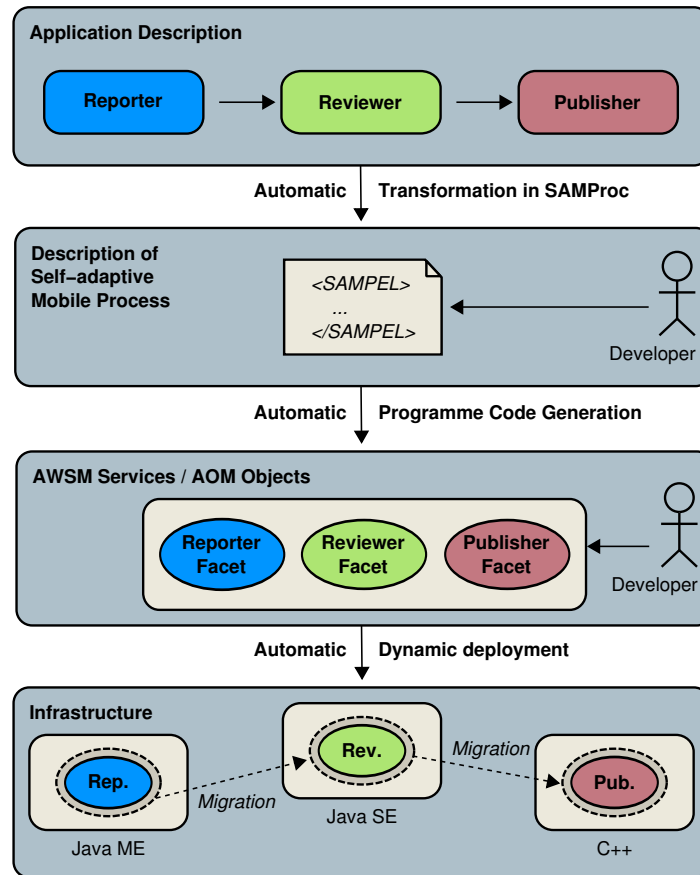 Application Description
Reporter
Reviewer
Publisher
Automatic Transformation in SAMProc
Description of
Self−adaptive
Mobile Process
<SAMPEL>
...
</SAMPEL>
Developer
Automatic Programme Code Generation
AWSM Services / AOM Objects
Reporter
Facet
Reviewer
Facet
Publisher
Facet
Developer
Automatic Dynamic deployment
Infrastructure
Rep.
Migration
Java ME
Rev.
Java SE
Migration
Pub.
C++